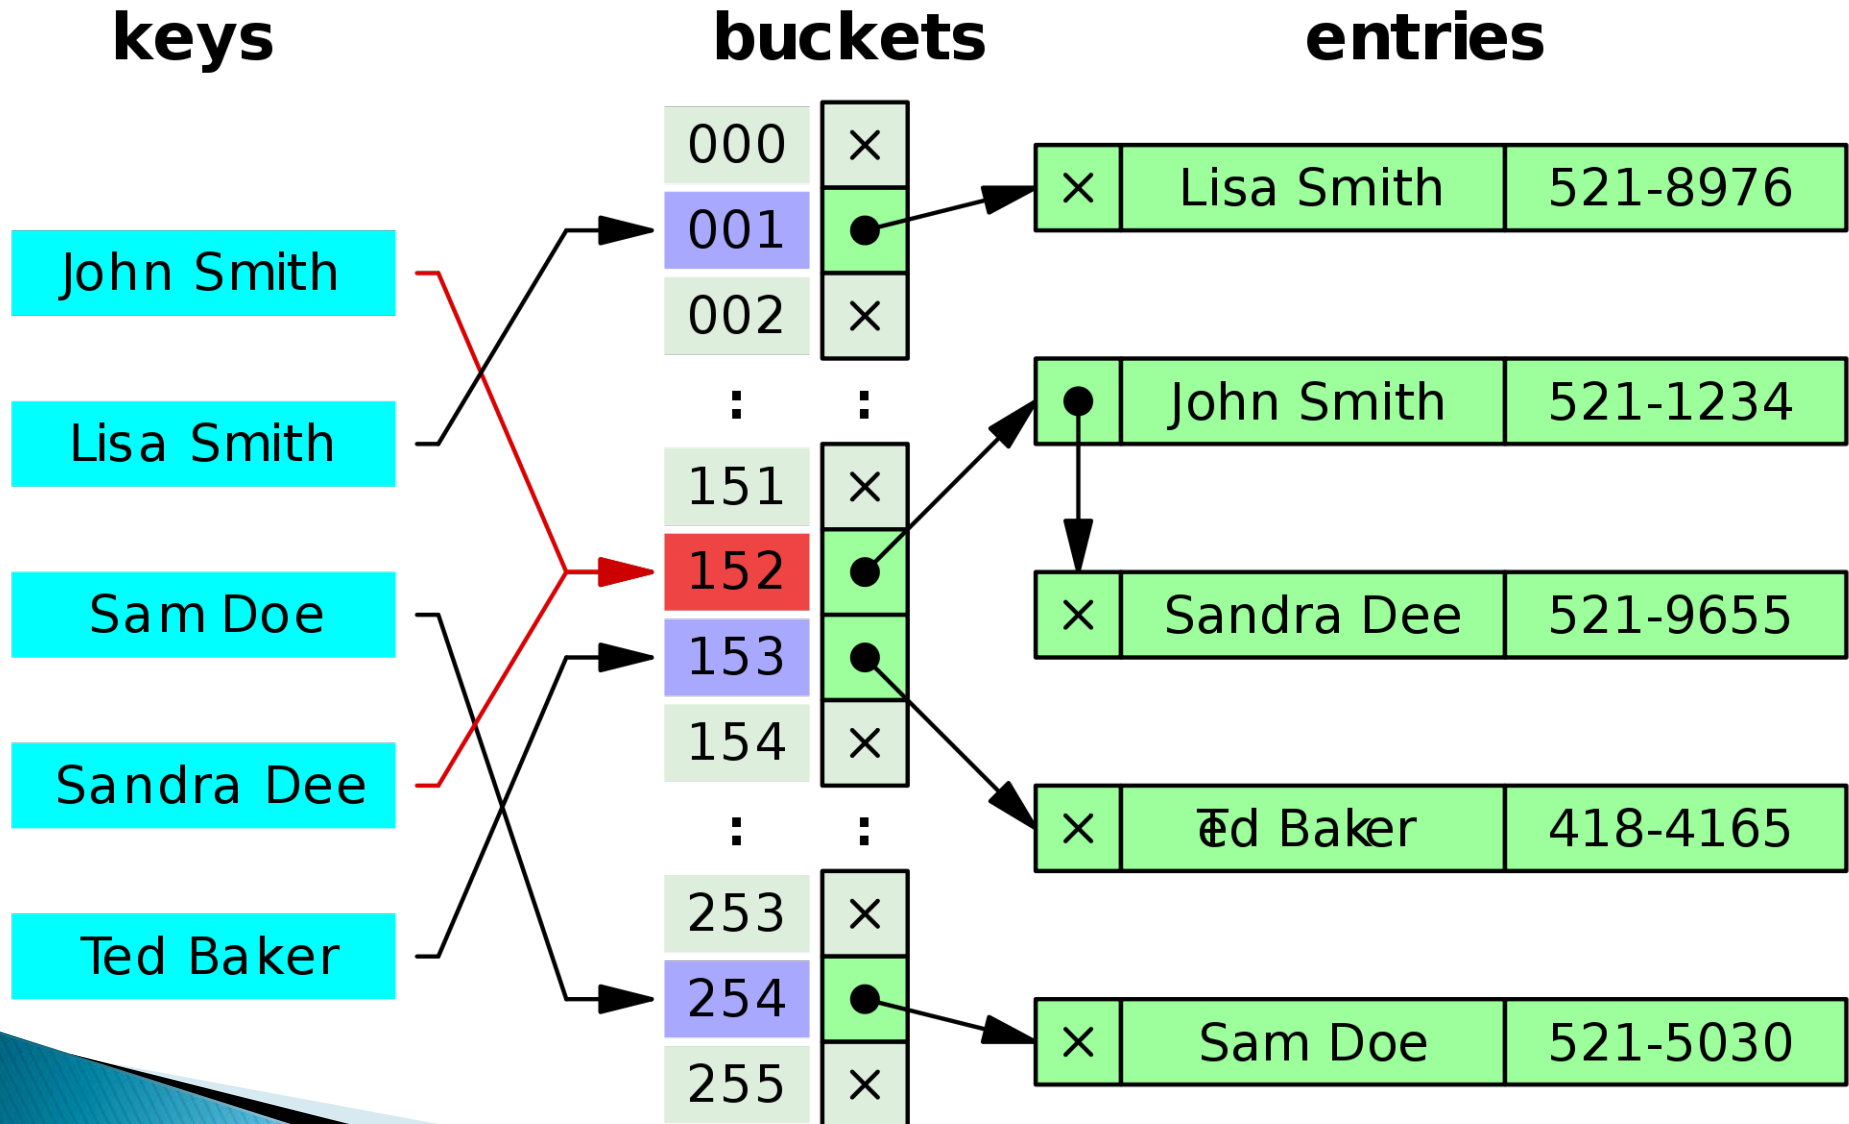 keys buckets entries
000 ×
Lisa Smith 521-8976
×
001
John Smith
002 ×
: :
John Smith 521-1234
Lisa Smith
151 ×
152
Sam Doe
× Sandra Dee 521-9655
153
154 ×
Sandra Dee
: :
× Ted Baker 418-4165
253 ×
Ted Baker
254
× Sam Doe 521-5030
255 ×